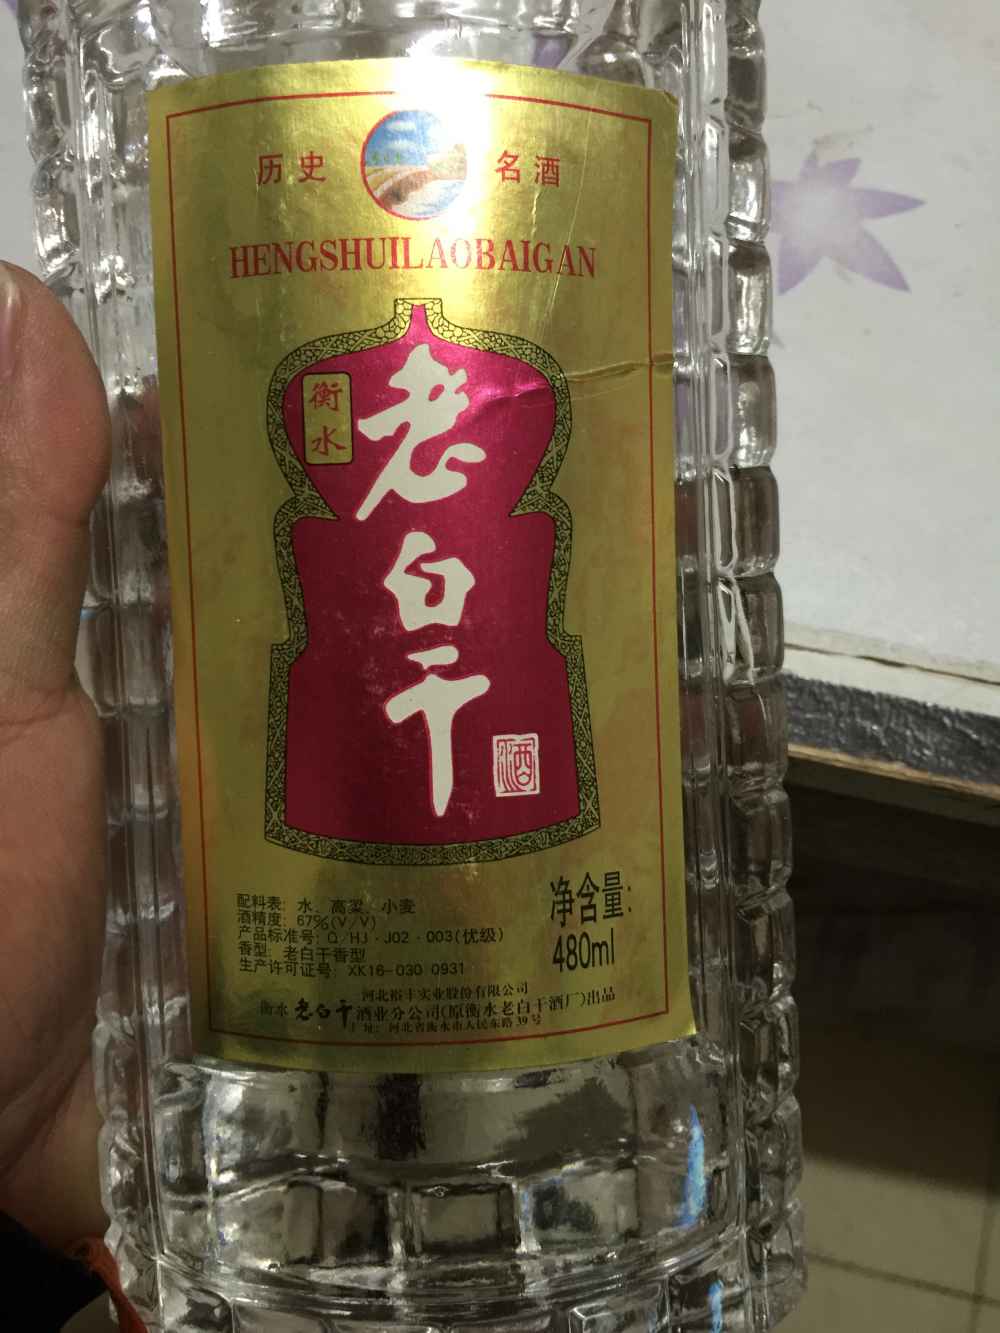 历史 名酒
HENGSHUILAOBAIGAN
衡水
老白干
酒
配料表: 水、高粱、小麦
酒精度: 67%(V/V)
净含量:
产品标准号: Q/HJ·J02·003(优级)
香型: 老白干香型
480ml
生产许可证号: XK16-030 0931
河北裕丰实业股份有限公司
衡水 老白干 酒业分公司(原衡水老白干酒厂)出品
厂地: 河北省衡水市人民东路39号